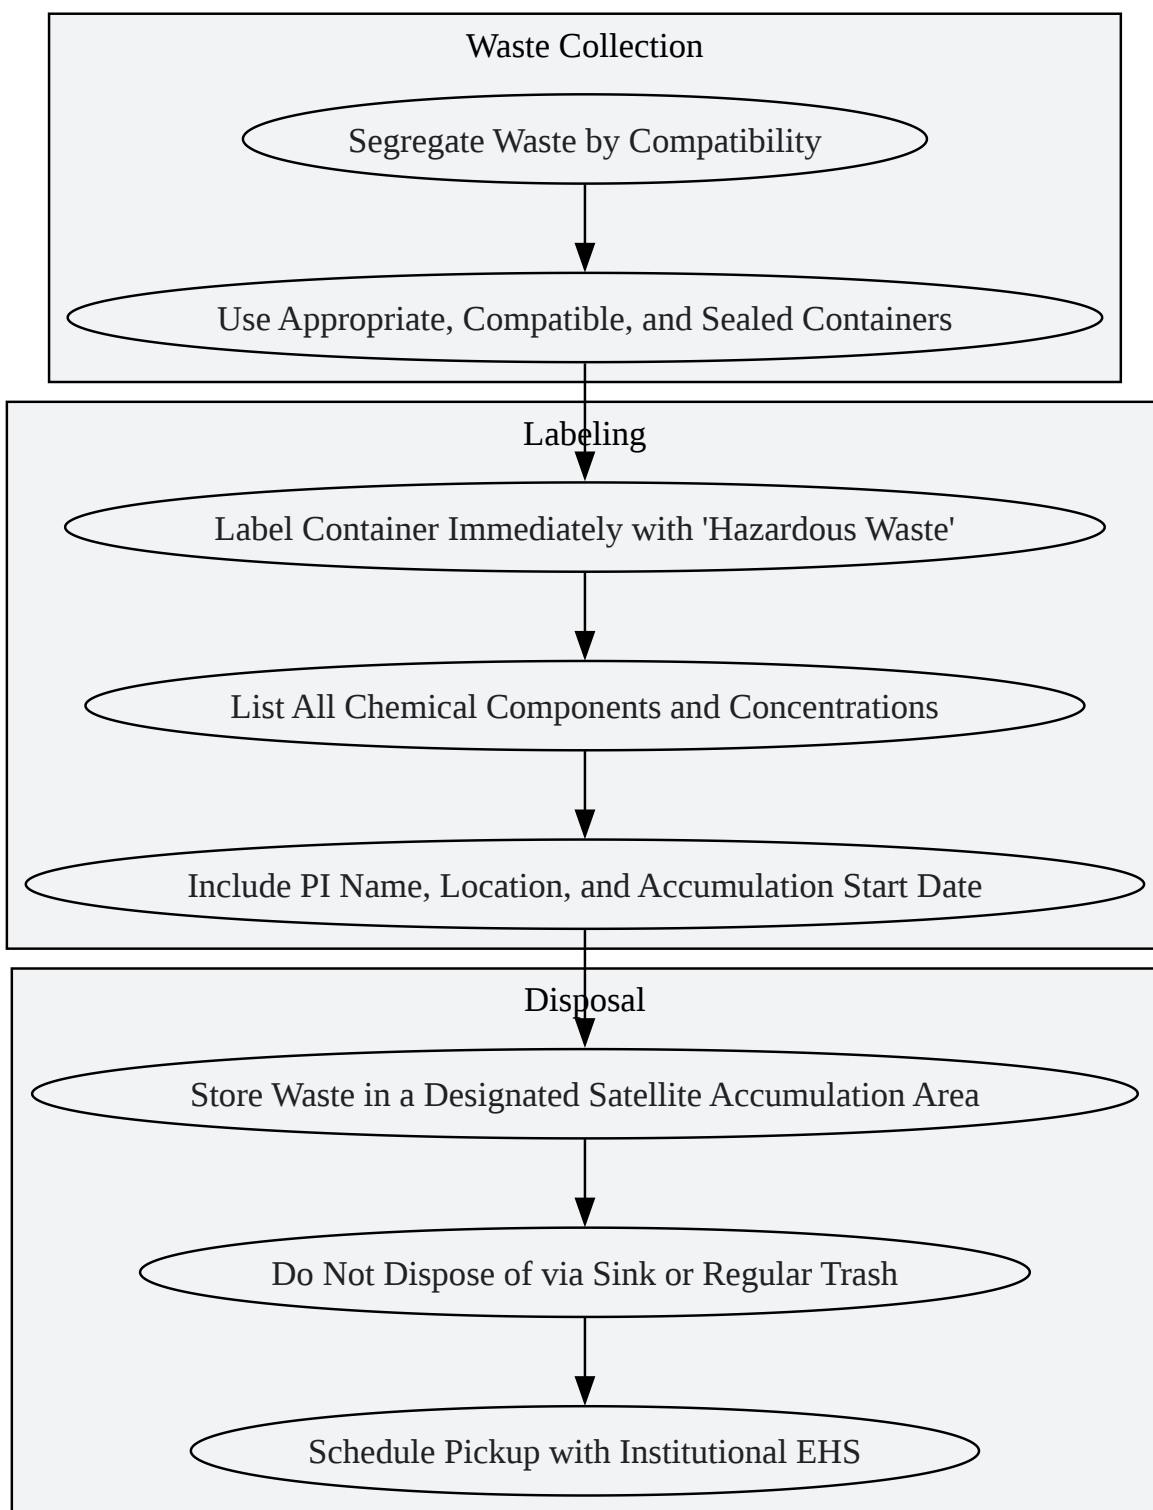 Waste Collection
Segregate Waste by Compatibility
Use Appropriate, Compatible, and Sealed Containers
Labeling
Label Container Immediately with 'Hazardous Waste'
List All Chemical Components and Concentrations
Include PI Name, Location, and Accumulation Start Date
Disposal
Store Waste in a Designated Satellite Accumulation Area
Do Not Dispose of via Sink or Regular Trash
Schedule Pickup with Institutional EHS